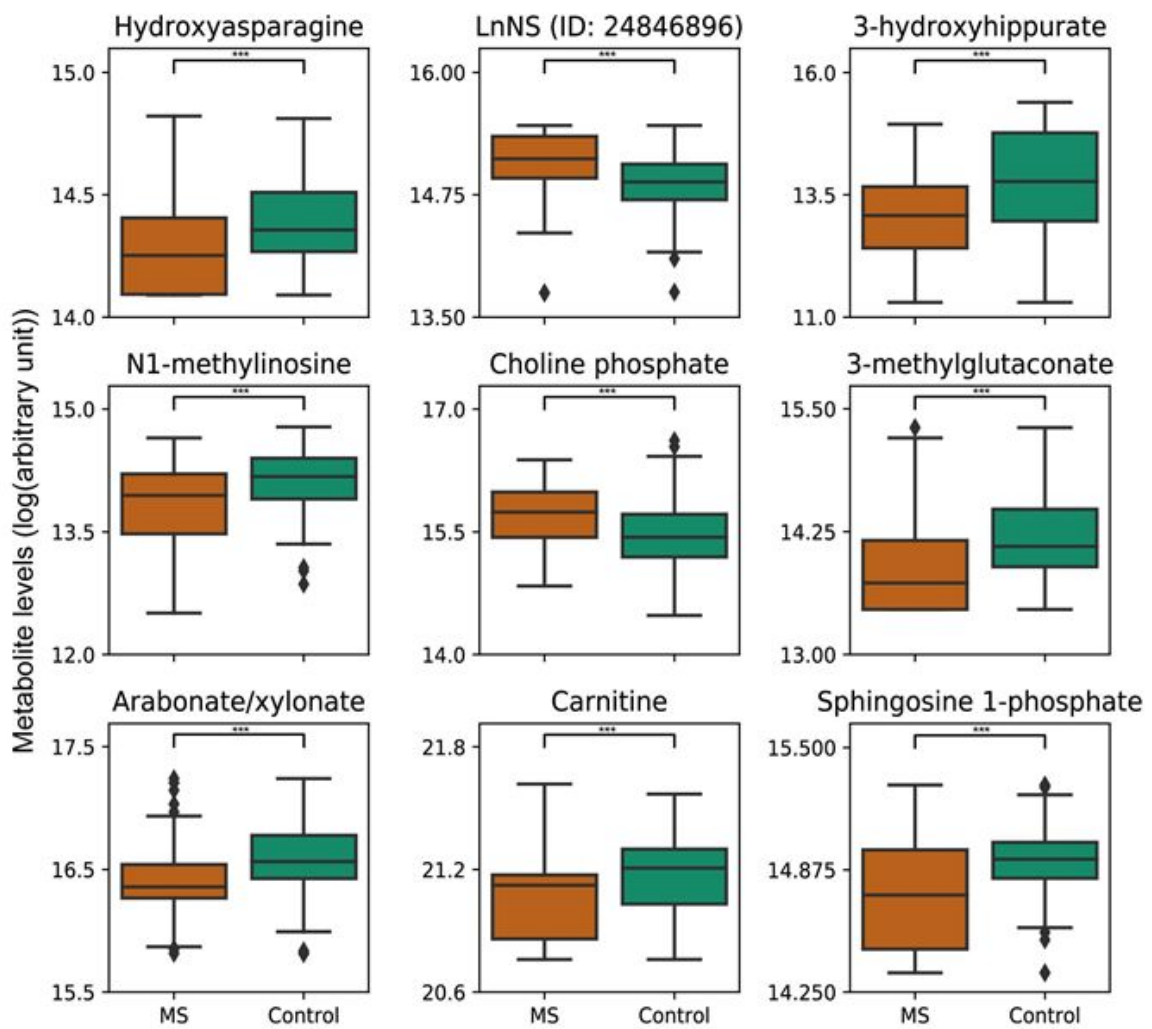 Hydroxyasparagine
LnNS (ID: 24846896)
3-hydroxyhippurate
***
***
***
15.0
14.5
14.0
16.00
14.75
13.50
16.0
13.5
11.0
Metabolite levels (log(arbitrary unit))
N1-methylinosine
Choline phosphate
3-methylglutaconate
***
***
***
15.0
13.5
12.0
17.0
15.5
14.0
15.50
14.25
13.00
Arabonate/xylonate
Carnitine
Sphingosine 1-phosphate
***
***
***
17.5
16.5
15.5
21.8
21.2
20.6
15.500
14.875
14.250
MS Control
MS Control
MS Control